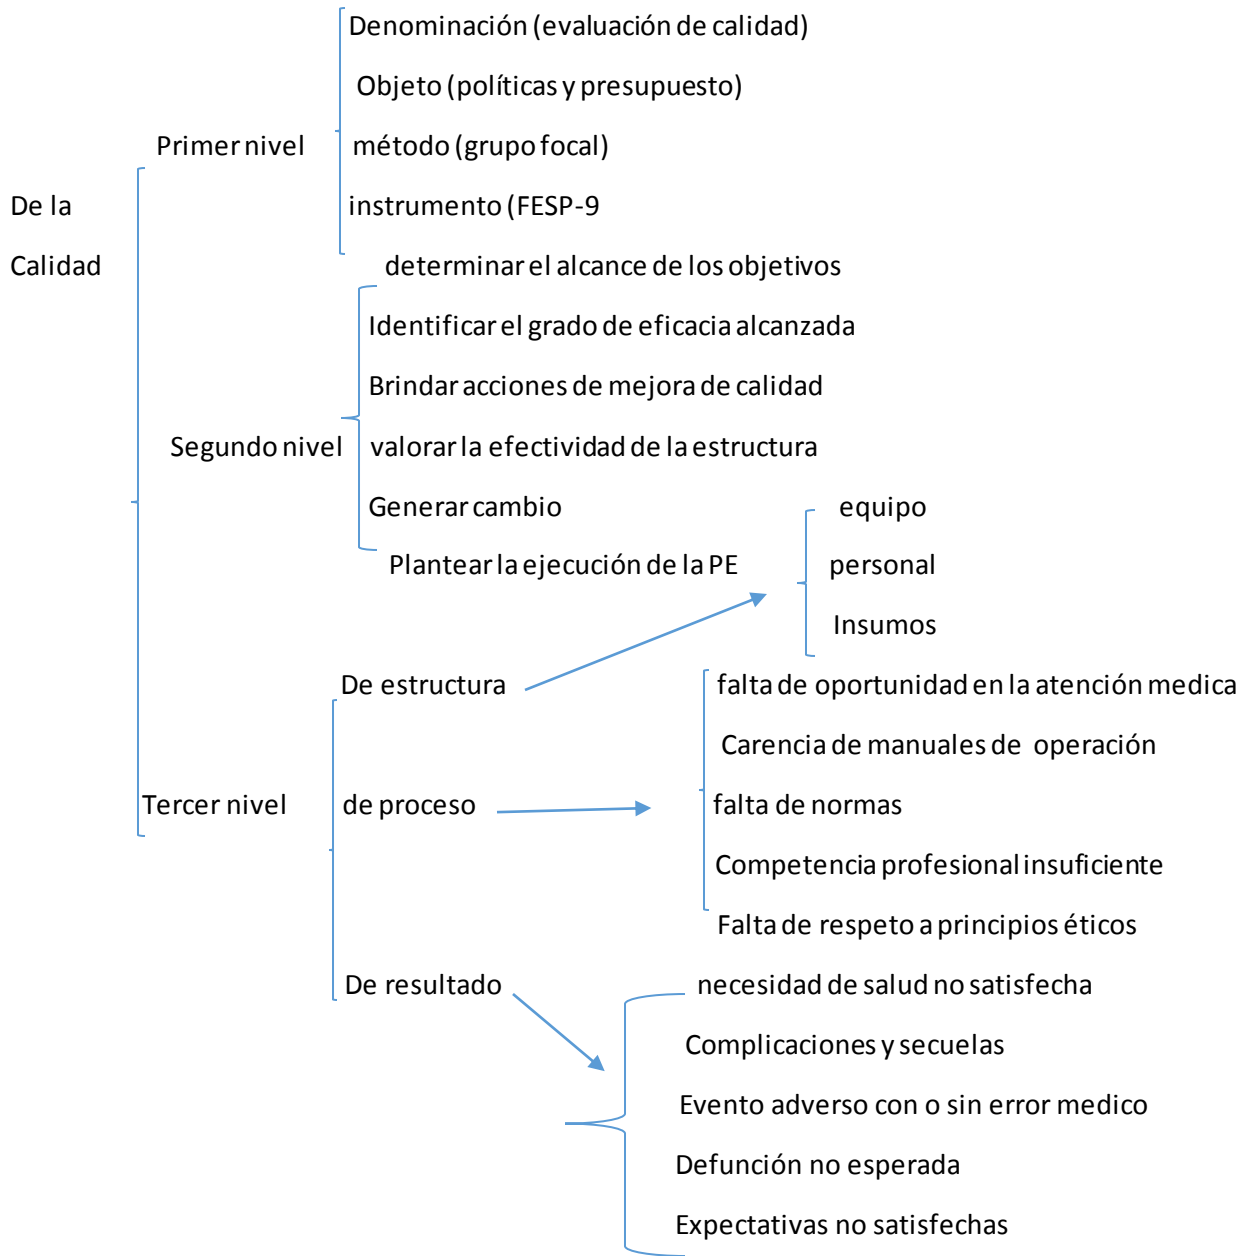 Denominación (evaluación de calidad)
Objeto (políticas y presupuesto)
Primer nivel método (grupo focal)
De la instrumento (FESP-9
Calidad determinar el alcance de los objetivos
Identificar el grado de eficacia alcanzada
Brindar acciones de mejora de calidad
Segundo nivel valorar la efectividad de la estructura
Generar cambio equipo
Plantear la ejecución de la PE personal
Insumos
De estructura falta de oportunidad en la atención medica
Carencia de manuales de operación
Tercer nivel de proceso falta de normas
Competencia profesional insuficiente
Falta de respeto a principios éticos
De resultado necesidad de salud no satisfecha
Complicaciones y secuelas
Evento adverso con o sin error medico
Defunción no esperada
Expectativas no satisfechas